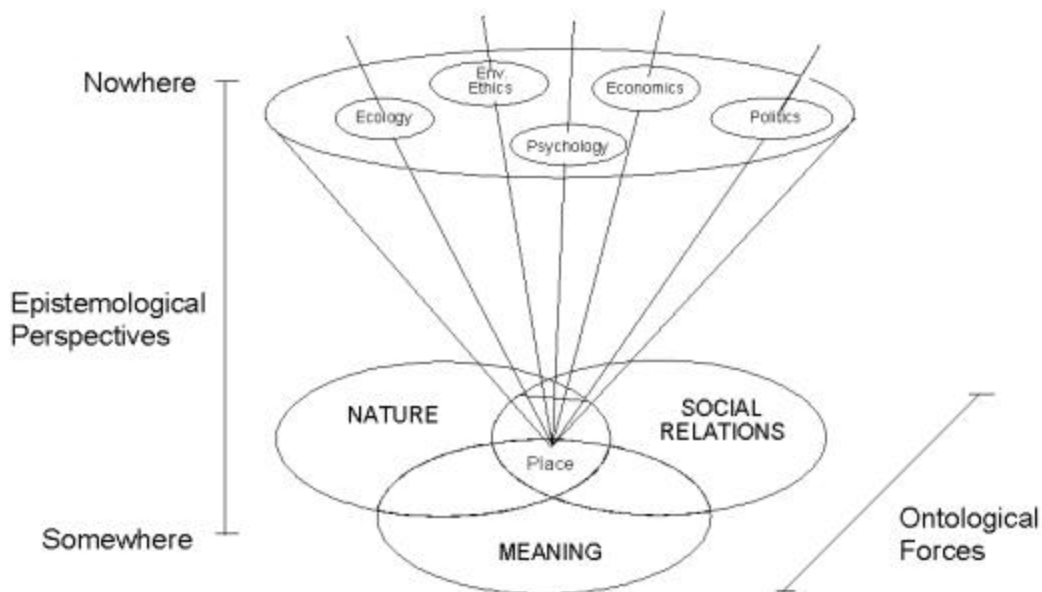 Nowhere
Env.
Ethics
Economics
Ecology
Politics
Psychology
Epistemological
Perspectives
NATURE
SOCIAL
RELATIONS
Place
Somewhere
MEANING
Ontological
Forces